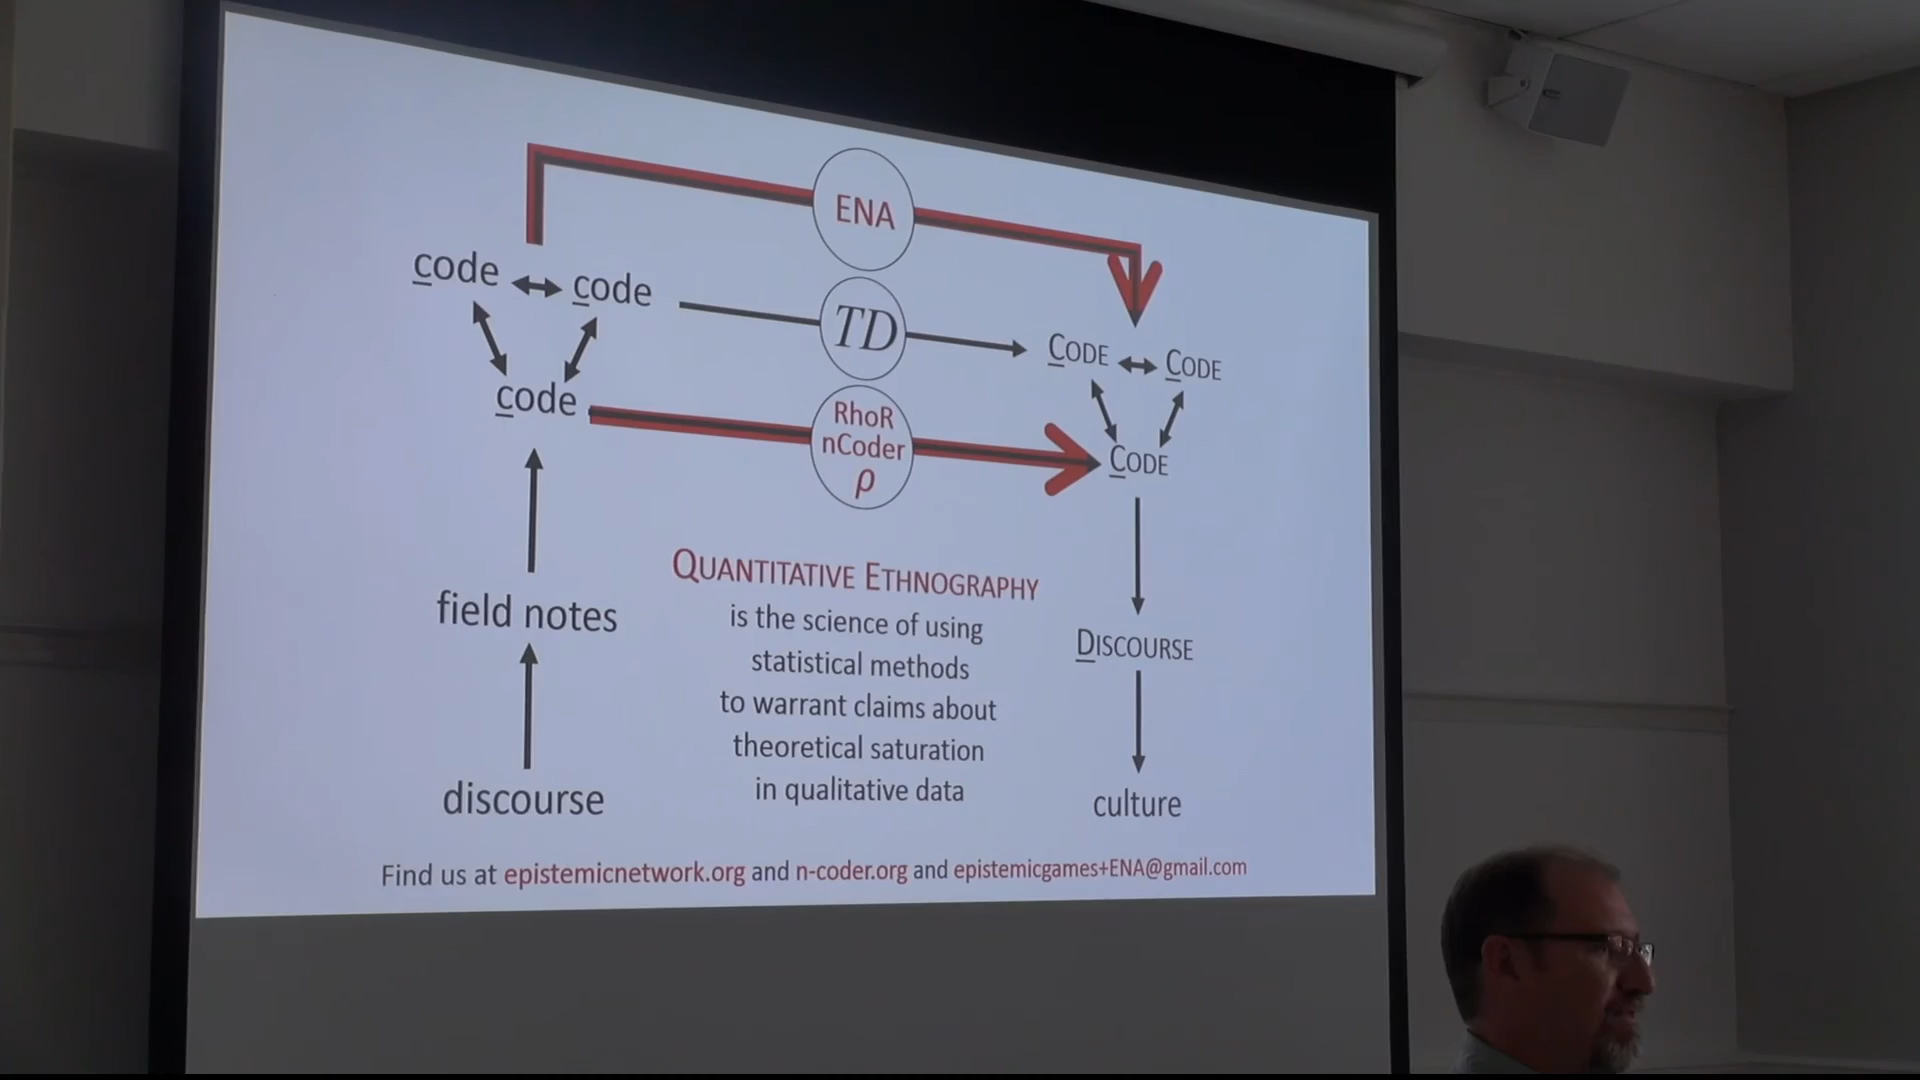 ENA
code
code
TD
CODE
CODE
code
RhoR
nCoder
ρ
CODE
QUANTITATIVE ETHNOGRAPHY
is the science of using
statistical methods
to warrant claims about
theoretical saturation
in qualitative data
field notes
DISCOURSE
discourse
culture
Find us at epistemicnetwork.org and n-coder.org and epistemicgames+ENA@gmail.com